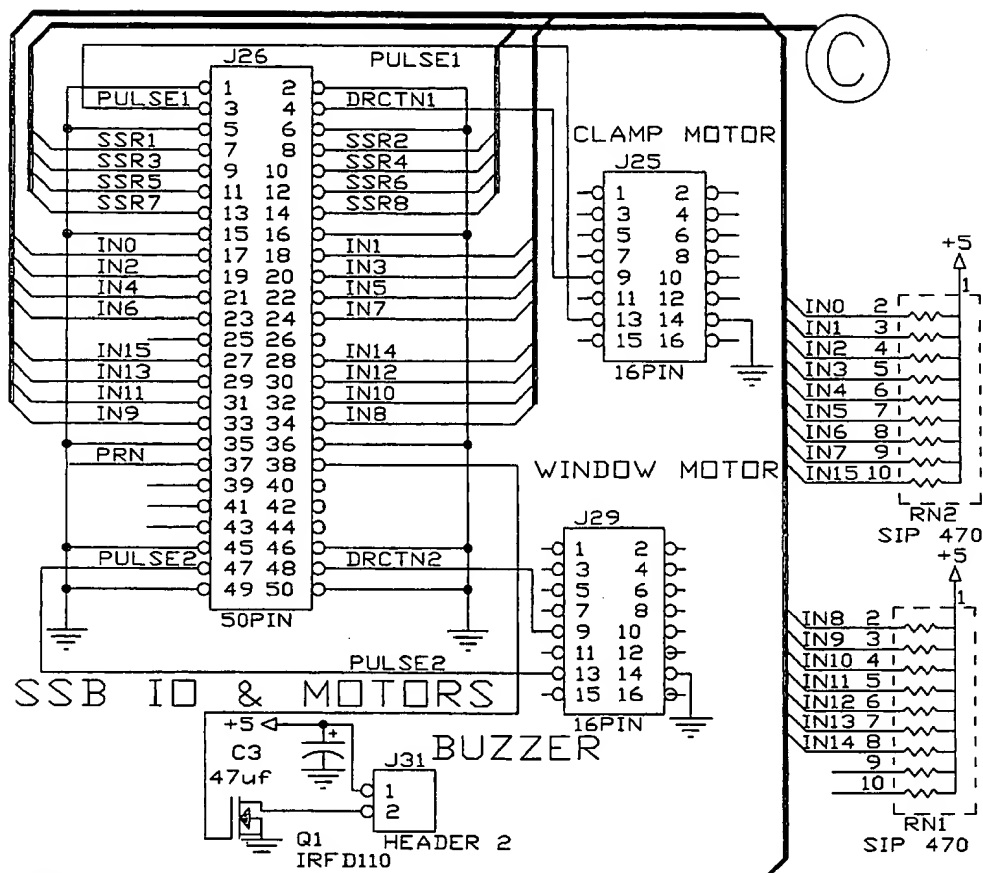 C
J26
PULSE1
1 2
PULSE1 3 4 DRCTN1
5 6
SSR1 7 8 SSR2
SSR3 9 10 SSR4
SSR5 11 12 SSR6
SSR7 13 14 SSR8
15 16
IN0 17 18 IN1
IN2 19 20 IN3
IN4 21 22 IN5
IN6 23 24 IN7
25 26
IN15 27 28 IN14
IN13 29 30 IN12
IN11 31 32 IN10
IN9 33 34 IN8
35 36
PRN 37 38
39 40
41 42
43 44
45 46
PULSE2 47 48 DRCTN2
49 50
50PIN
PULSE2
CLAMP MOTOR
J25
1 2
3 4
5 6
7 8
9 10
11 12
13 14
15 16
16PIN
WINDOW MOTOR
J29
1 2
3 4
5 6
7 8
9 10
11 12
13 14
15 16
16PIN
+5
1
IN0 2
IN1 3
IN2 4
IN3 5
IN4 6
IN5 7
IN6 8
IN7 9
IN15 10
RN2
SIP 470
+5
1
IN8 2
IN9 3
IN10 4
IN11 5
IN12 6
IN13 7
IN14 8
9
10
RN1
SIP 470
SSB IO & MOTORS
+5
+
C3
47uf
BUZZER
J31
1
2
HEADER 2
Q1
IRFD110